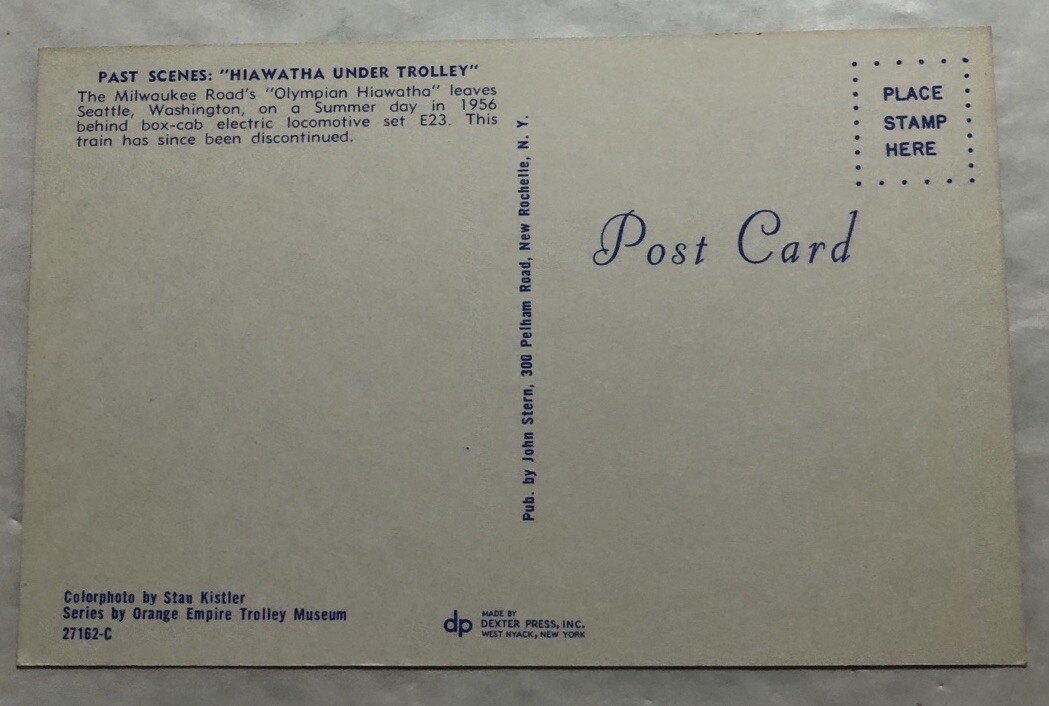 PAST SCENES: "HIAWATHA UNDER TROLLEY"
The Milwaukee Road's "Olympian Hiawatha" leaves
Seattle, Washington, on a Summer day in 1956
behind box-cab electric locomotive set E23. This
train has since been discontinued.
Pub. by John Stern, 300 Pelham Road, New Rochelle, N. Y.
PLACE
STAMP
HERE
Post Card
Colorphoto by Stan Kistler
Series by Orange Empire Trolley Museum
27162-C
dp
MADE BY
DEXTER PRESS, INC.
WEST NYACK, NEW YORK